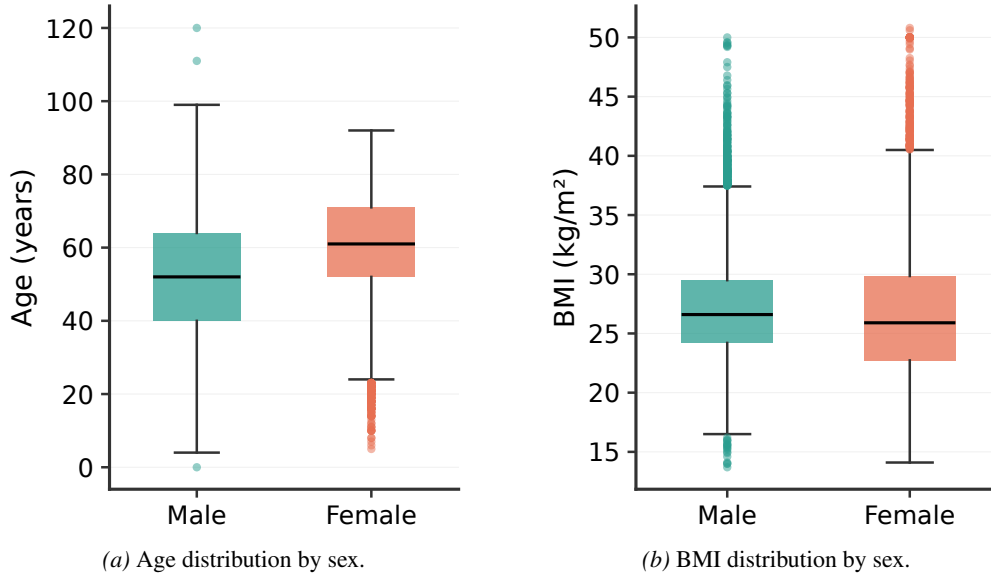 Age (years)
120
100
80
60
40
20
0
Male Female
(a) Age distribution by sex.
BMI (kg/m²)
50
45
40
35
30
25
20
15
Male Female
(b) BMI distribution by sex.